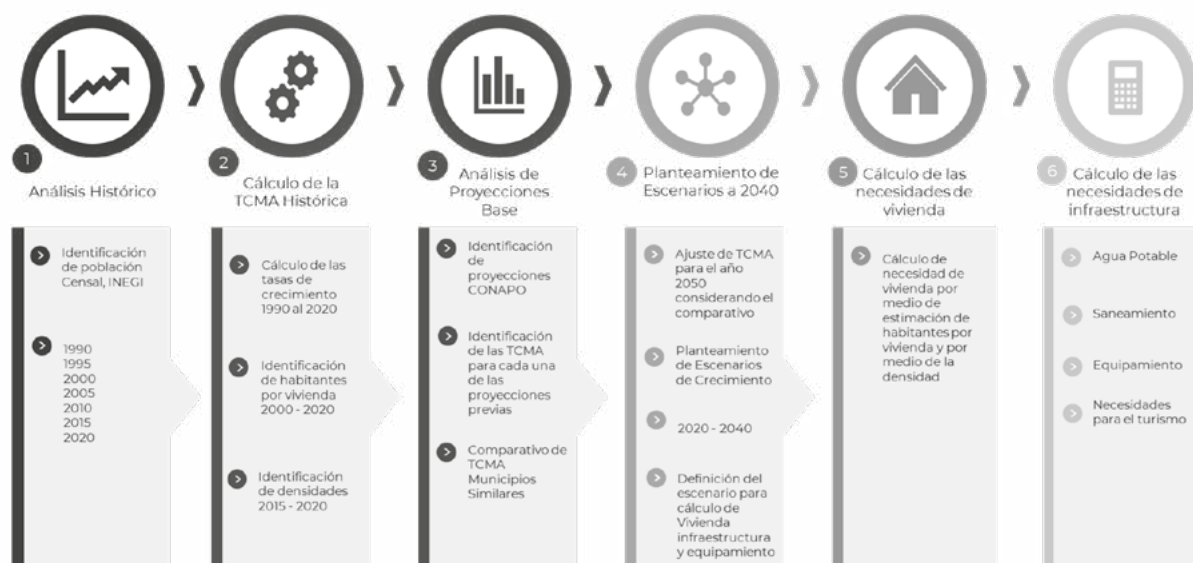 1
Análisis Histórico
Identificación
de población
Censal, INEGI
1990
1995
2000
2005
2010
2015
2020
2
Cálculo de la
TCMA Histórica
Cálculo de las
tasas de
crecimiento
1990 al 2020
Identificación
de habitantes
por vivienda
2000 - 2020
Identificación
de densidades
2015 - 2020
3
Análisis de
Proyecciones
Base
Identificación
de
proyecciones
CONAPO
Identificación
de las TCMA
para cada una
de las
proyecciones
previas
Comparativo de
TCMA
Municipios
Similares
4
Planteamiento de
Escenarios a 2040
Ajuste de TCMA
para el año
2050
considerando el
comparativo
Planteamiento
de Escenarios
de Crecimiento
2020 - 2040
Definición del
escenario para
cálculo de
Vivienda
infraestructura
y equipamiento
5
Cálculo de las
necesidades de
vivienda
Cálculo de
necesidad de
vivienda por
medio de
estimación de
habitantes por
vivienda y por
medio de la
densidad
6
Cálculo de las
necesidades de
infraestructura
Agua Potable
Saneamiento
Equipamiento
Necesidades
para el turismo